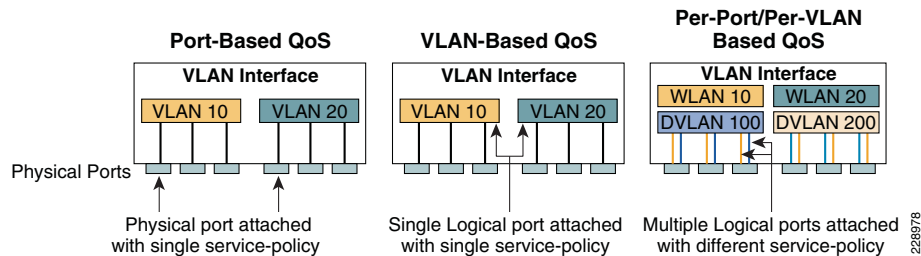 Port-Based QoS
VLAN Interface
VLAN 10
VLAN 20
Physical Ports
Physical port attached
with single service-policy
VLAN-Based QoS
VLAN Interface
VLAN 10
VLAN 20
Single Logical port attached
with single service-policy
Per-Port/Per-VLAN
Based QoS
VLAN Interface
WLAN 10
WLAN 20
DVLAN 100
DVLAN 200
Multiple Logical ports attached
with different service-policy
228978